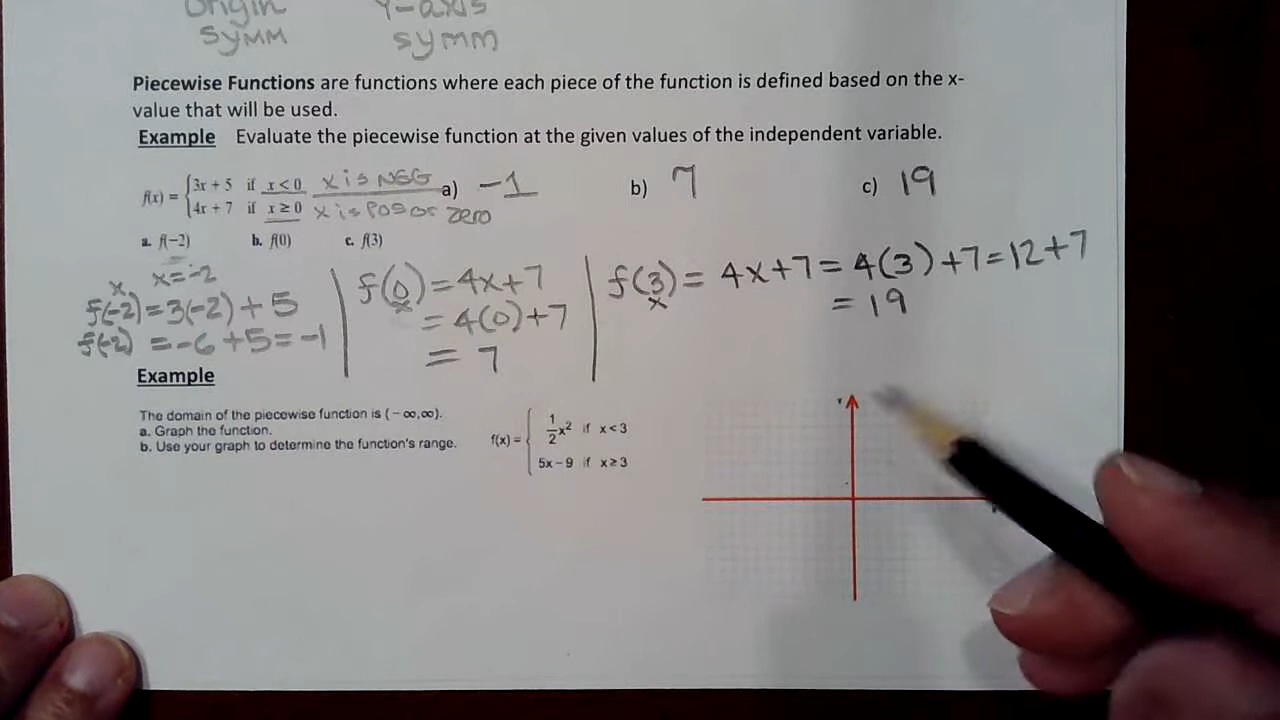 origin Y-axis
symm symm
Piecewise Functions are functions where each piece of the function is defined based on the x-
value that will be used.
Example Evaluate the piecewise function at the given values of the independent variable.
f(x) = { 3x + 5 if x < 0 x is NEG a) -1 b) 7 c) 19
4x + 7 if x ≥ 0 x is pos or zero
a. f(-2) b. f(0) c. f(3)
x x=-2
f(-2)=3(-2)+5
f(-2) =-6+5=-1
f(0)=4x+7
x
=4(0)+7
= 7
f(3)= 4x+7=4(3)+7=12+7
x
= 19
Example
The domain of the piecewise function is (-∞,∞).
a. Graph the function.
b. Use your graph to determine the function's range.
f(x) = { 1/2 x² if x < 3
5x - 9 if x ≥ 3
y